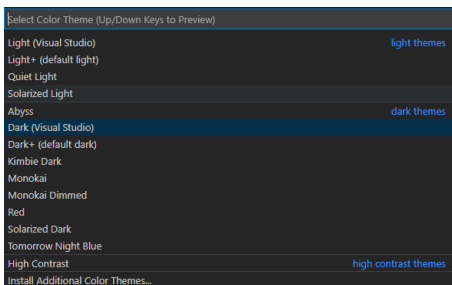 Select Color Theme (Up/Down Keys to Preview)
Light (Visual Studio) light themes
Light+ (default light)
Quiet Light
Solarized Light
Abyss dark themes
Dark (Visual Studio)
Dark+ (default dark)
Kimbie Dark
Monokai
Monokai Dimmed
Red
Solarized Dark
Tomorrow Night Blue
High Contrast high contrast themes
Install Additional Color Themes...